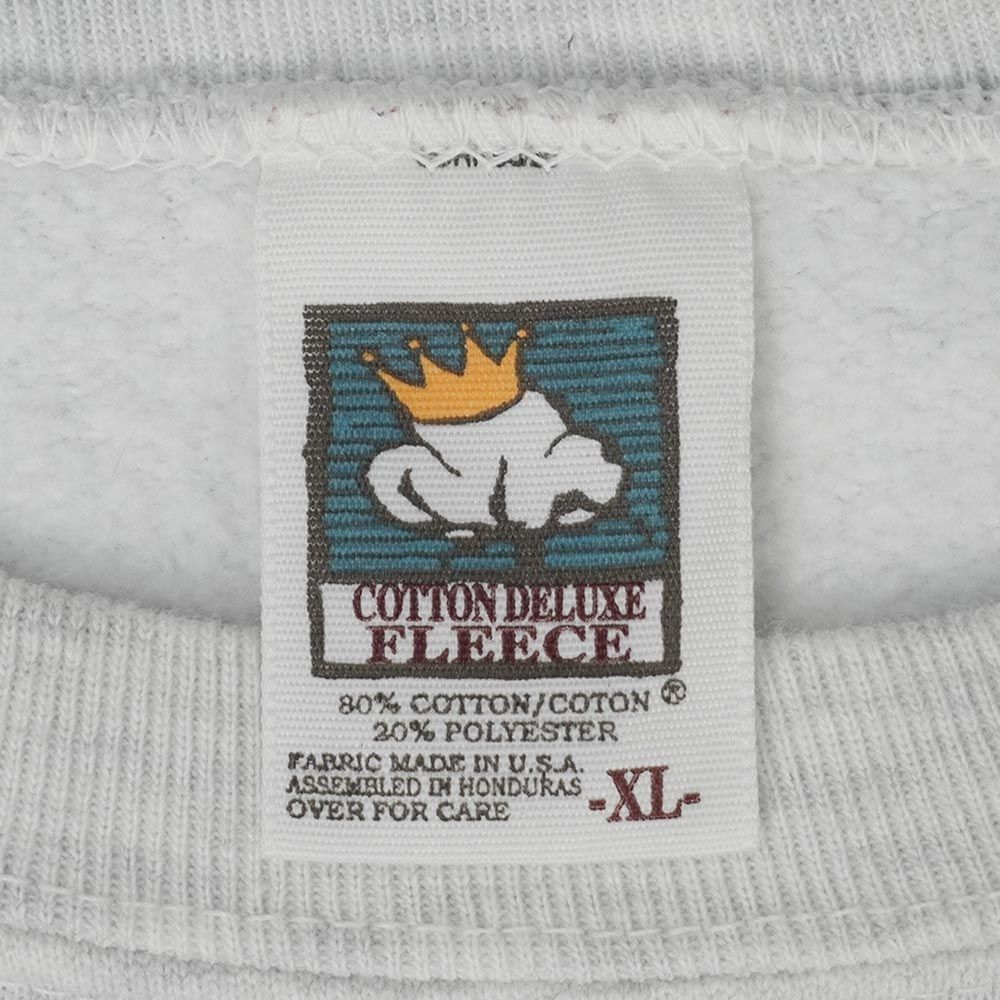 COTTON DELUXE
FLEECE
80% COTTON/COTON ®
20% POLYESTER
FABRIC MADE IN U.S.A.
ASSEMBLED IN HONDURAS
OVER FOR CARE
-XL-